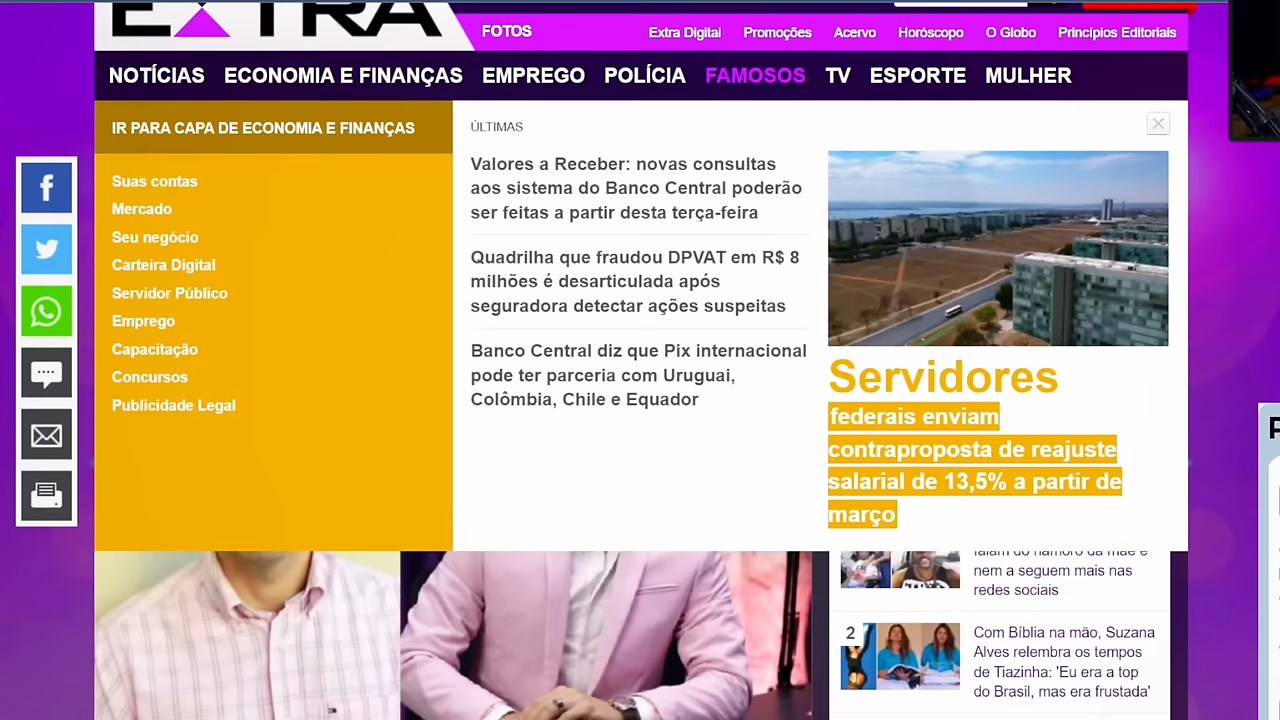 EXTRA
FOTOS
Extra Digital Promoções Acervo Horóscopo O Globo Princípios Editoriais
NOTÍCIAS ECONOMIA E FINANÇAS EMPREGO POLÍCIA FAMOSOS TV ESPORTE MULHER
IR PARA CAPA DE ECONOMIA E FINANÇAS
Suas contas
Mercado
Seu negócio
Carteira Digital
Servidor Público
Emprego
Capacitação
Concursos
Publicidade Legal
ÚLTIMAS
Valores a Receber: novas consultas
aos sistema do Banco Central poderão
ser feitas a partir desta terça-feira
Quadrilha que fraudou DPVAT em R$ 8
milhões é desarticulada após
seguradora detectar ações suspeitas
Banco Central diz que Pix internacional
pode ter parceria com Uruguai,
Colômbia, Chile e Equador
Servidores
federais enviam
contraproposta de reajuste
salarial de 13,5% a partir de
março
falam do namoro da mãe e
nem a seguem mais nas
redes sociais
2
Com Bíblia na mão, Suzana
Alves relembra os tempos
de Tiazinha: 'Eu era a top
do Brasil, mas era frustada'